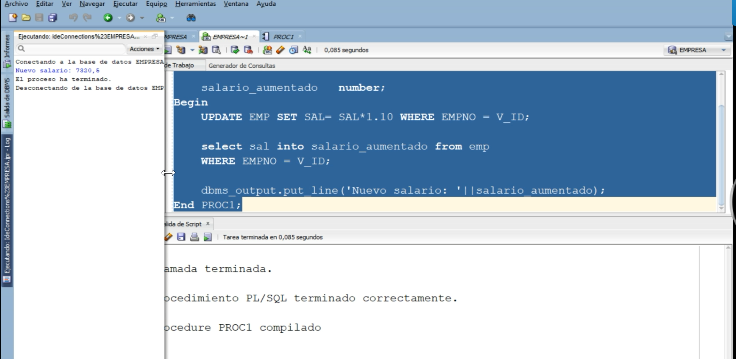 Archivo Editar Ver Navegar Ejecutar Equipo Herramientas Ventana Ayuda
Ejecutando: IdeConnections%23EMPRESA...
MPRESA EMPRESA~1 PROC1
Acciones
0,085 segundos
EMPRESA
Informes
de Trabajo Generador de Consultas
Conectando a la base de datos EMPRESA
Nuevo salario: 7320,6
El proceso ha terminado.
Desconectando de la base de datos EMP
Salida de DBMS
Ejecutando: IdeConnections%23EMPRESA.jpr - Log
salario_aumentado number;
Begin
UPDATE EMP SET SAL= SAL*1.10 WHERE EMPNO = V_ID;
select sal into salario_aumentado from emp
WHERE EMPNO = V_ID;
dbms_output.put_line('Nuevo salario: '||salario_aumentado);
End PROC1;
alida de Script
Tarea terminada en 0,085 segundos
amada terminada.
ocedimiento PL/SQL terminado correctamente.
ocedure PROC1 compilado